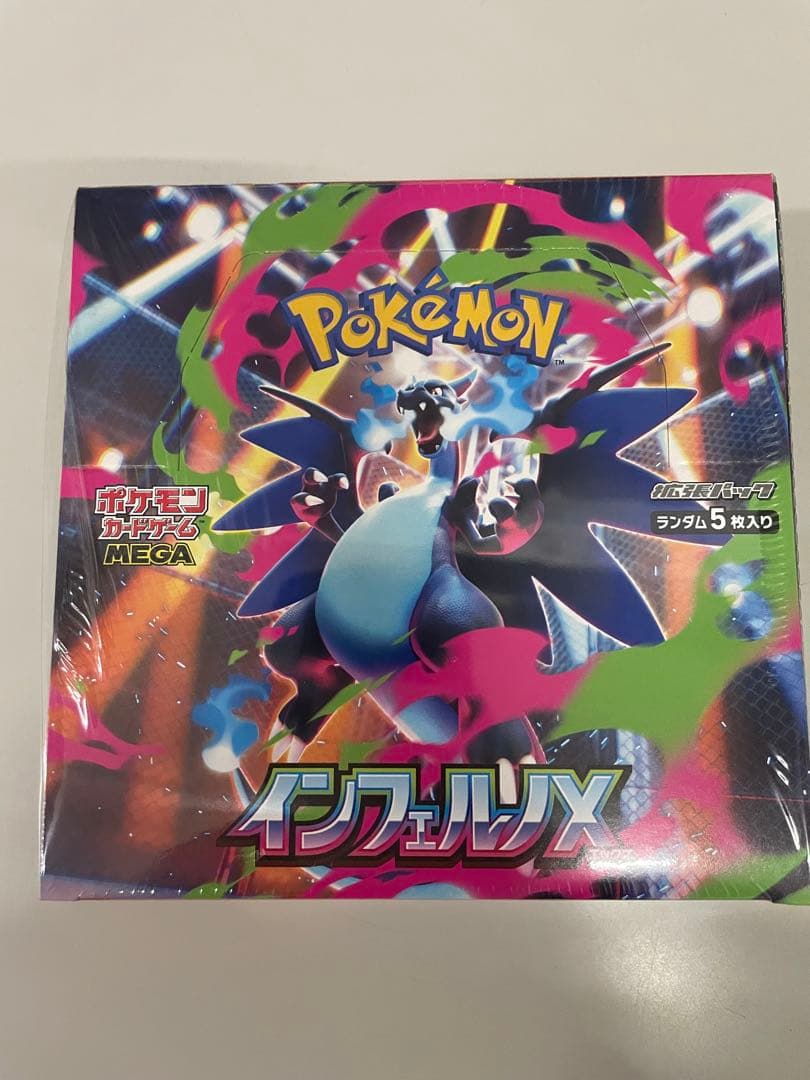 POKÉMON
TM
ポケモン
カードゲーム
MEGA
拡張パック
ランダム5枚入り
インフェルノX